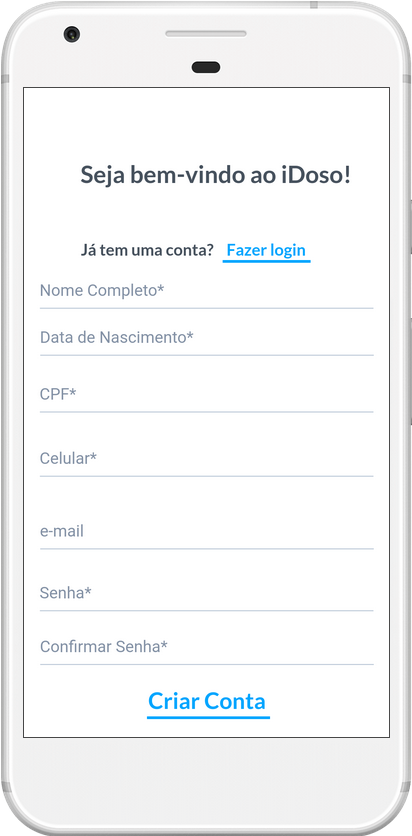 Seja bem-vindo ao iDoso!
Já tem uma conta? Fazer login
Nome Completo*
Data de Nascimento*
CPF*
Celular*
e-mail
Senha*
Confirmar Senha*
Criar Conta